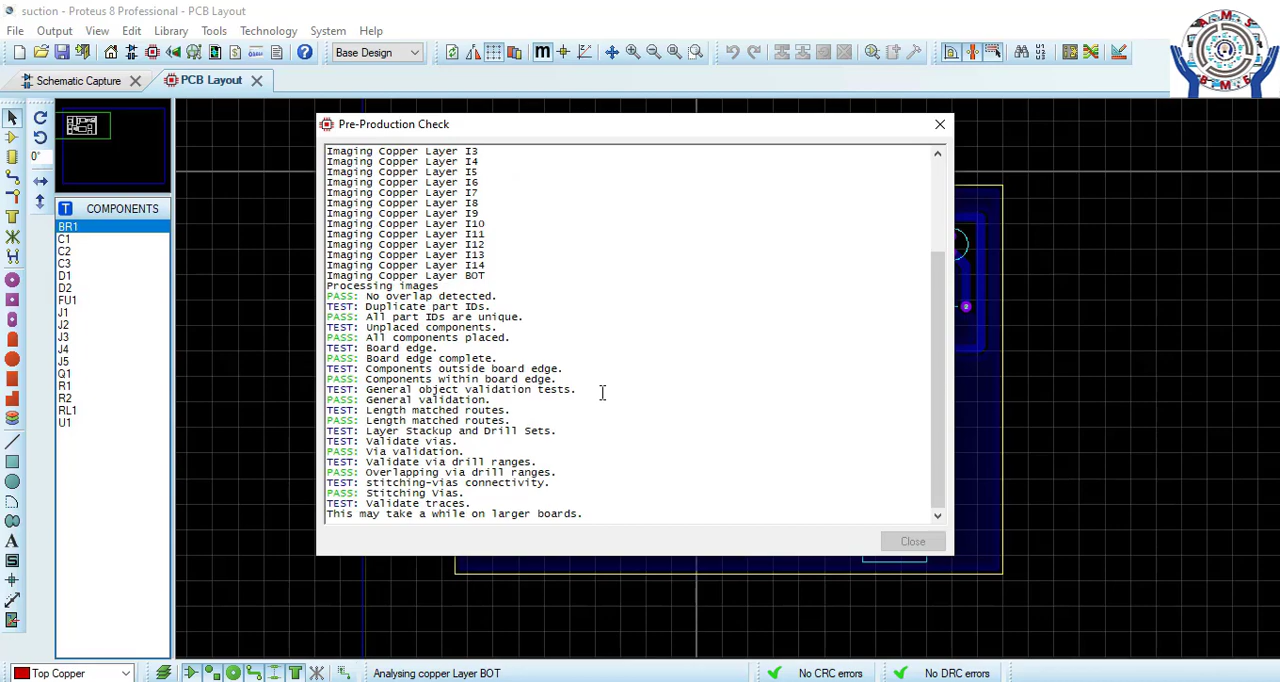 suction - Proteus 8 Professional - PCB Layout
File Output View Edit Library Tools Technology System Help
Base Design
Schematic Capture
PCB Layout
0°
COMPONENTS
BR1
C1
C2
C3
D1
D2
FU1
J1
J2
J3
J4
J5
Q1
R1
R2
RL1
U1
Pre-Production Check
Imaging Copper Layer I3
Imaging Copper Layer I4
Imaging Copper Layer I5
Imaging Copper Layer I6
Imaging Copper Layer I7
Imaging Copper Layer I8
Imaging Copper Layer I9
Imaging Copper Layer I10
Imaging Copper Layer I11
Imaging Copper Layer I12
Imaging Copper Layer I13
Imaging Copper Layer I14
Imaging Copper Layer BOT
Processing images
PASS: No overlap detected.
TEST: Duplicate part IDs.
PASS: All part IDs are unique.
TEST: Unplaced components.
PASS: All components placed.
TEST: Board edge.
PASS: Board edge complete.
TEST: Components outside board edge.
PASS: Components within board edge.
TEST: General object validation tests.
PASS: General validation.
TEST: Length matched routes.
PASS: Length matched routes.
TEST: Layer Stackup and Drill Sets.
TEST: Validate vias.
PASS: Via validation.
TEST: Validate via drill ranges.
PASS: Overlapping via drill ranges.
TEST: stitching-vias connectivity.
PASS: Stitching Vias.
TEST: Validate traces.
This may take a while on larger boards.
Close
Top Copper
Analysing copper Layer BOT
No CRC errors
No DRC errors
AMS
BME